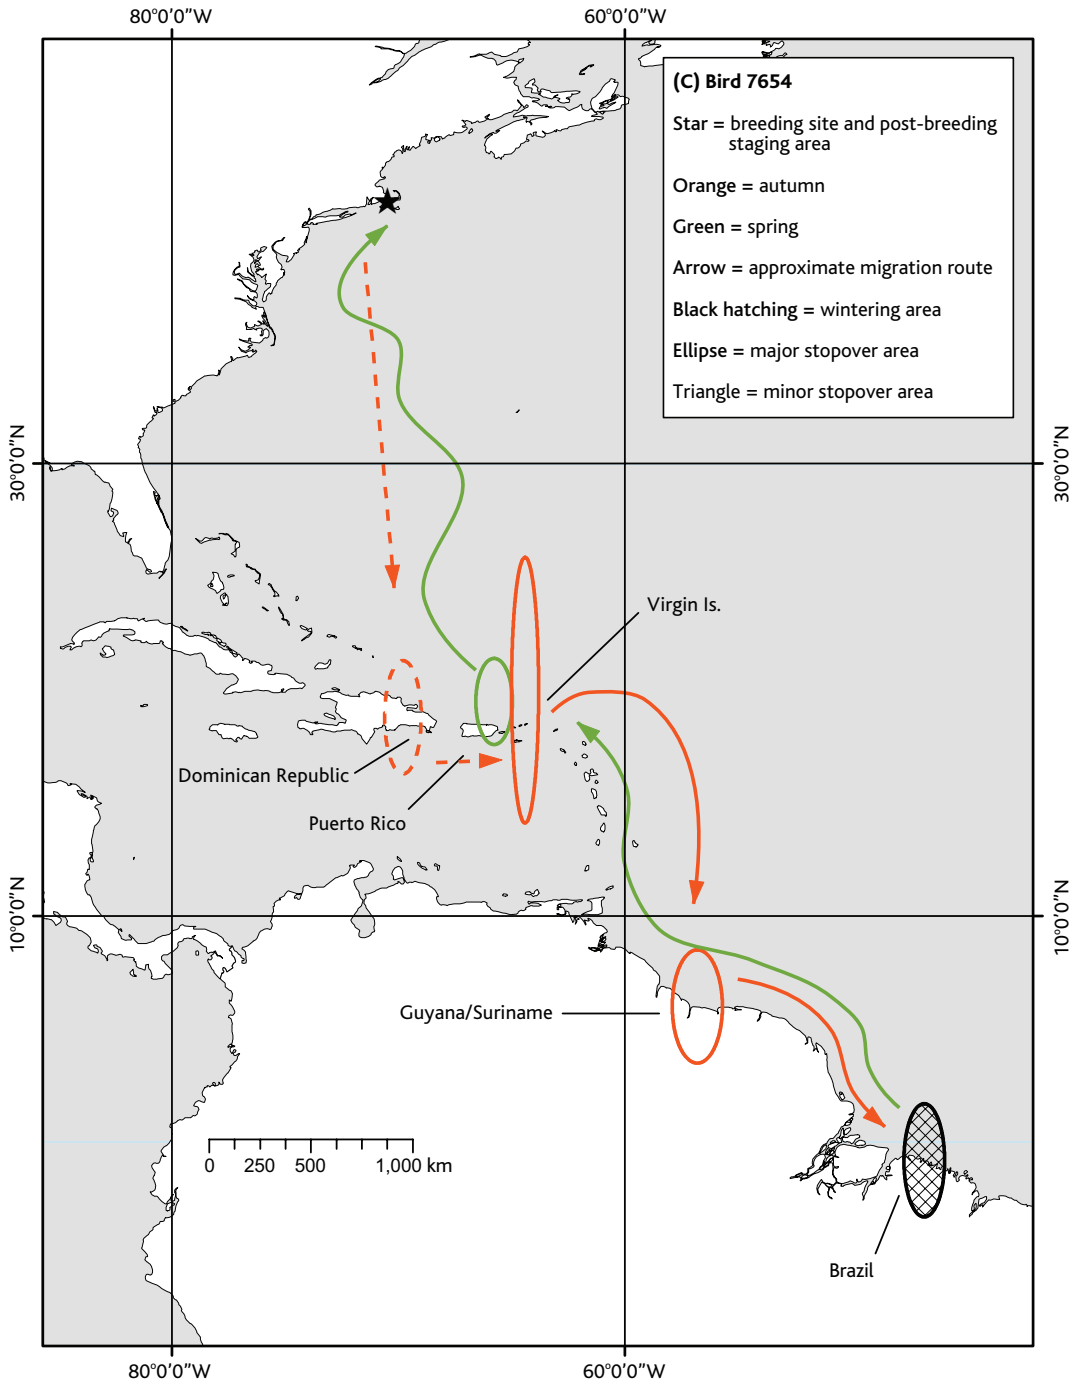 80°0'0"W
60°0'0"W
(C) Bird 7654
Star = breeding site and post-breeding
staging area
Orange = autumn
Green = spring
Arrow = approximate migration route
Black hatching = wintering area
Ellipse = major stopover area
Triangle = minor stopover area
30°0'0"N
30°0'0"N
Virgin Is.
Dominican Republic
Puerto Rico
10°0'0"N
10°0'0"N
Guyana/Suriname
0 250 500 1,000 km
Brazil
80°0'0"W
60°0'0"W